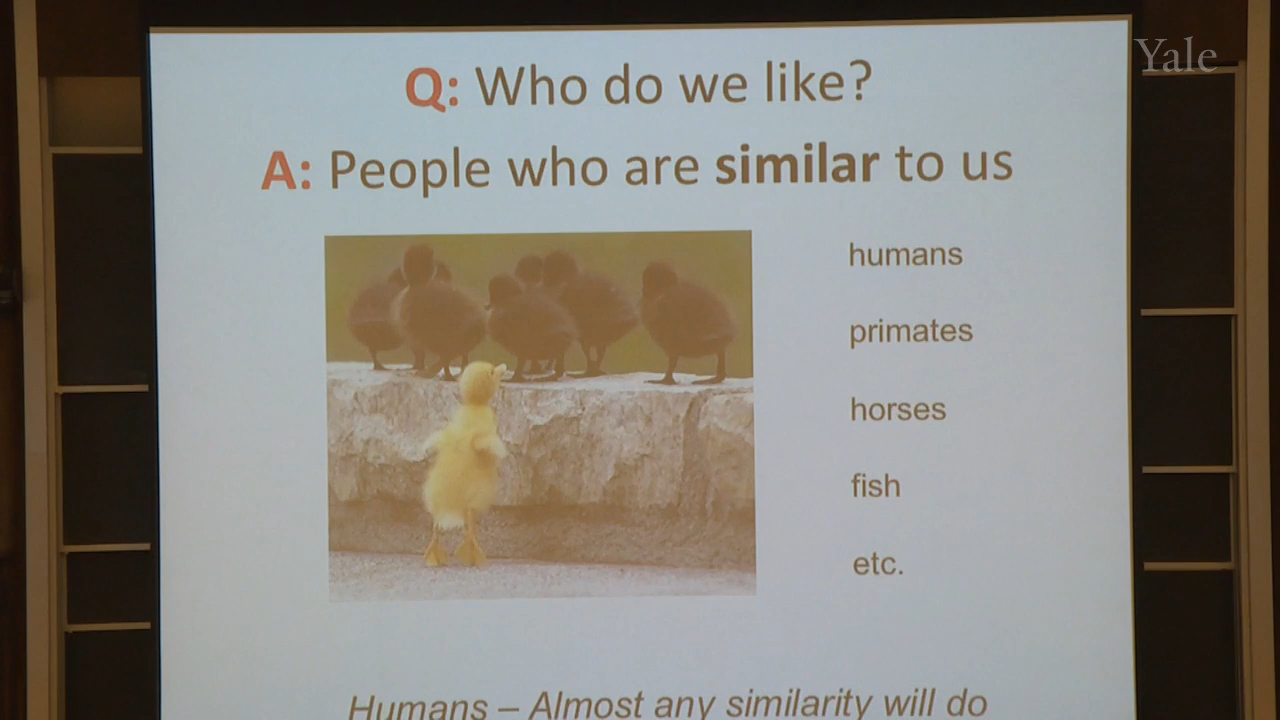 Yale
Q: Who do we like?
A: People who are similar to us
humans
primates
horses
fish
etc.
Humans – Almost any similarity will do